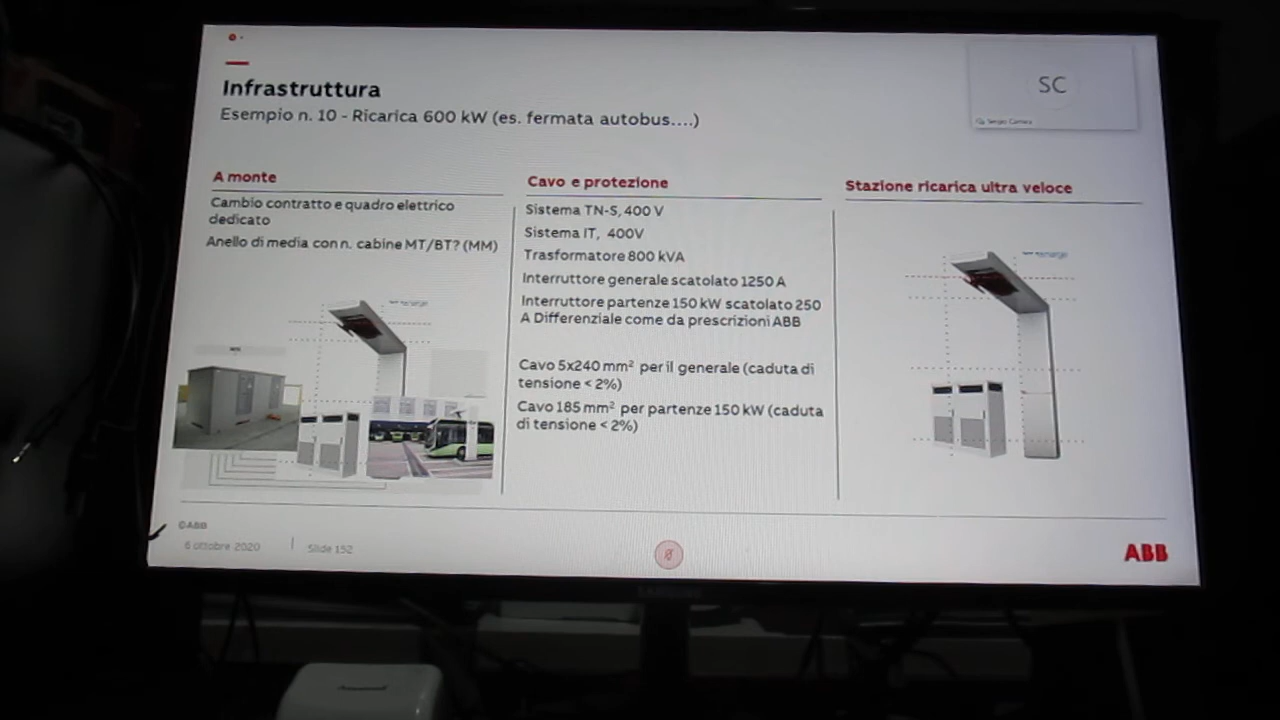 Infrastruttura
Esempio n. 10 - Ricarica 600 kW (es. fermata autobus....)
SC
Sergio Carrara
A monte
Cambio contratto e quadro elettrico
dedicato
Anello di media con n. cabine MT/BT? (MM)
Cavo e protezione
Sistema TN-S, 400 V
Sistema IT, 400V
Trasformatore 800 kVA
Interruttore generale scatolato 1250 A
Interruttore partenze 150 kW scatolato 250
A Differenziale come da prescrizioni ABB
Cavo 5x240 mm² per il generale (caduta di
tensione < 2%)
Cavo 185 mm² per partenze 150 kW (caduta
di tensione < 2%)
Stazione ricarica ultra veloce
©ABB
6 ottobre 2020
Slide 152
ABB